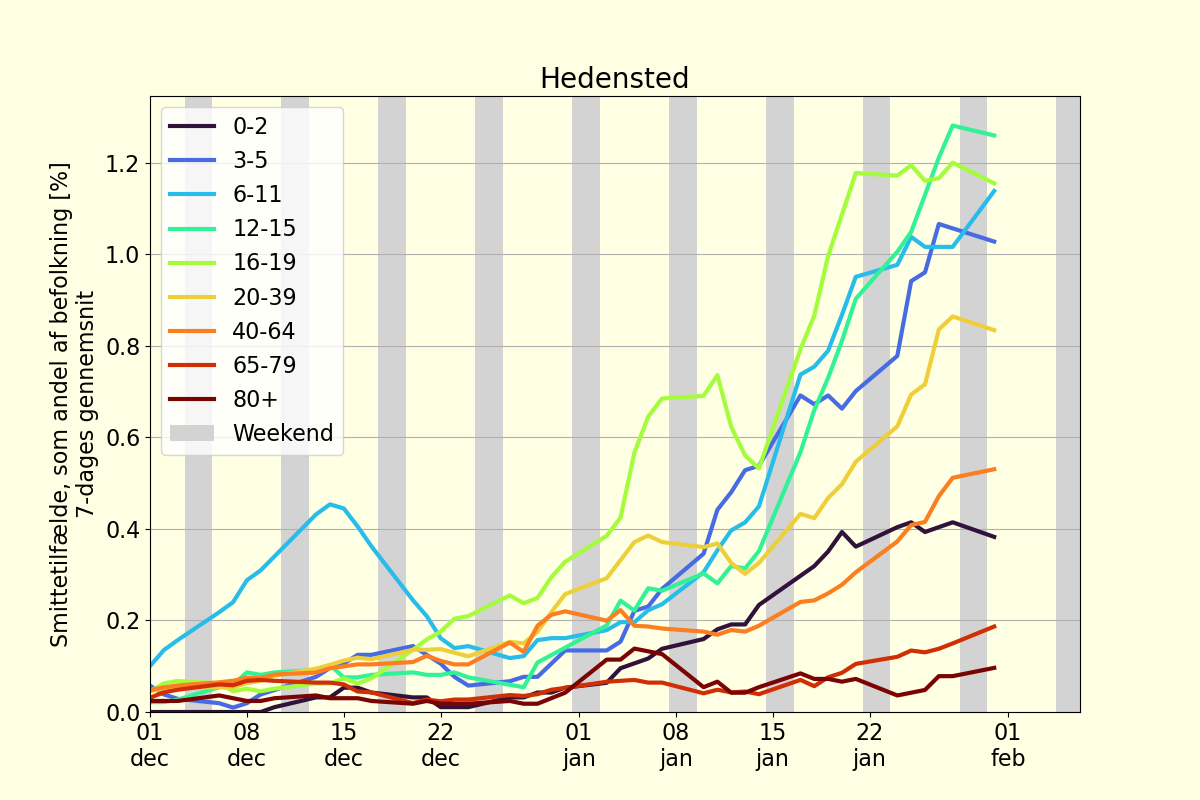 Hedensted
Smittetilfælde, som andel af befolkning [%]
7-dages gennemsnit
1.2
1.0
0.8
0.6
0.4
0.2
0.0
0-2
3-5
6-11
12-15
16-19
20-39
40-64
65-79
80+
Weekend
01 08 15 22 01 08 15 22 01
dec dec dec dec jan jan jan jan feb